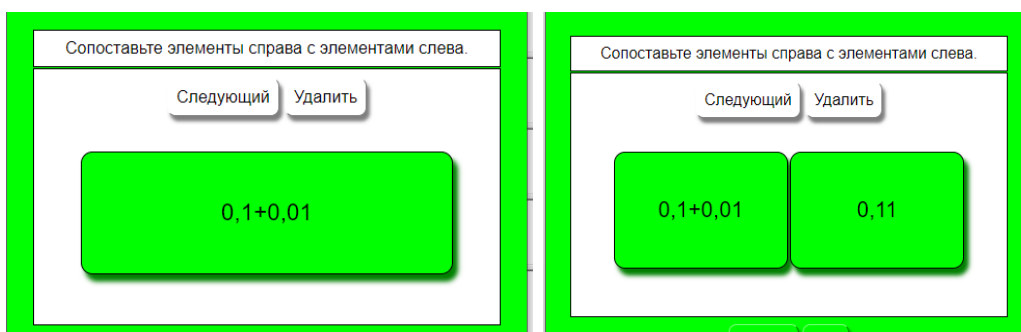 Сопоставьте элементы справа с элементами слева.
Следующий Удалить
0,1+0,01
Сопоставьте элементы справа с элементами слева.
Следующий Удалить
0,1+0,01 0,11